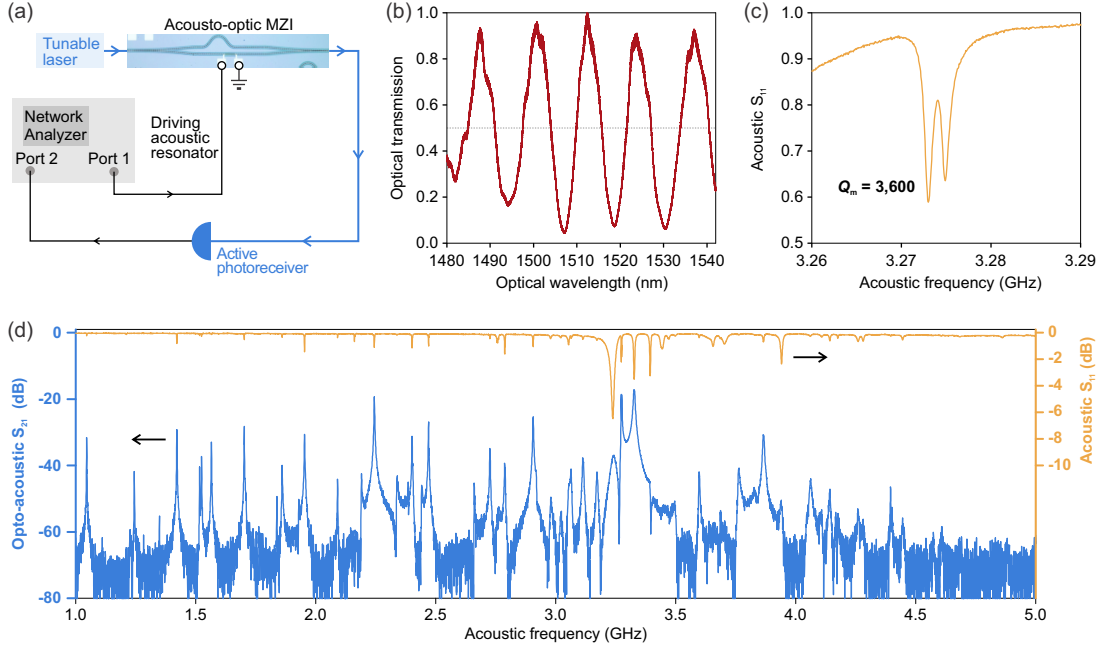 (a)
Acousto-optic MZI
Tunable
laser
Network
Analyzer
Port 2
Port 1
Driving
acoustic
resonator
Active
photoreceiver
(b)
Optical transmission
1.0
0.8
0.6
0.4
0.2
0.0
1480 1490 1500 1510 1520 1530 1540
Optical wavelength (nm)
(c)
Acoustic S₁₁
1.0
0.9
0.8
0.7
0.6
0.5
Qₘ = 3,600
3.26 3.27 3.28 3.29
Acoustic frequency (GHz)
(d)
Opto-acoustic S₂₁ (dB)
0
-20
-40
-60
-80
1.0 1.5 2.0 2.5 3.0 3.5 4.0 4.5 5.0
Acoustic frequency (GHz)
0
-2
-4
-6
-8
-10
Acoustic S₁₁ (dB)